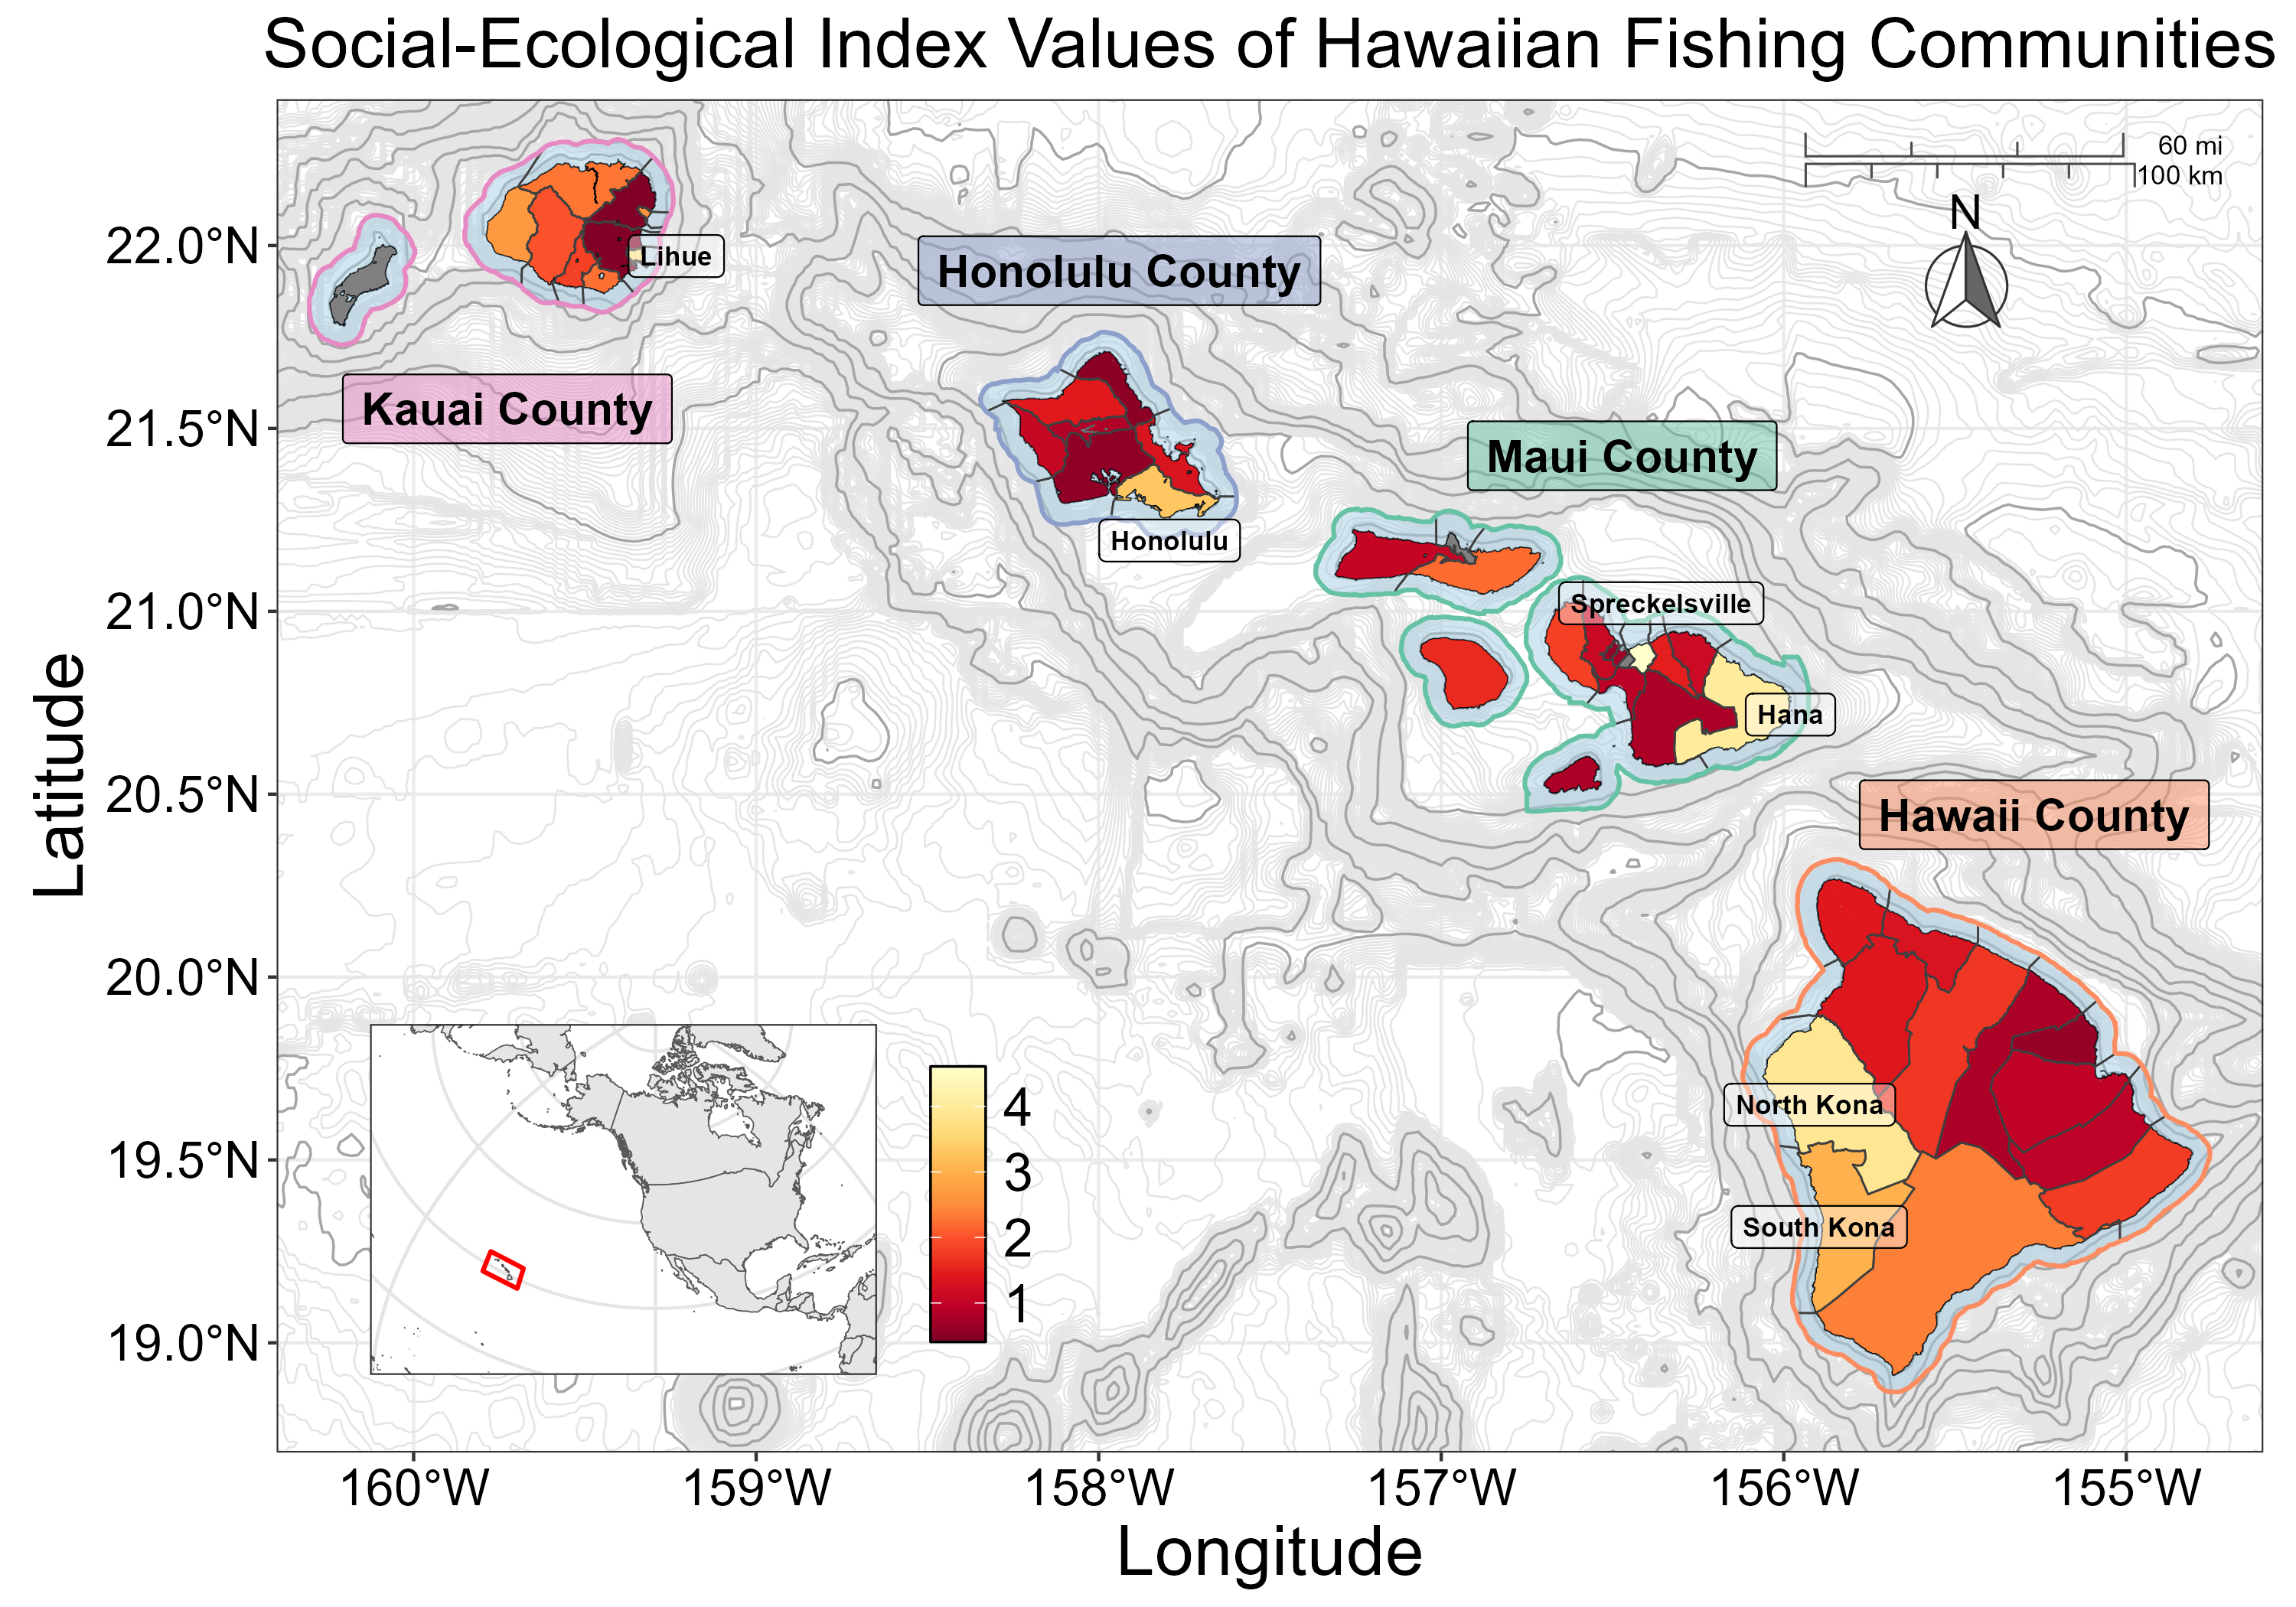 Social-Ecological Index Values of Hawaiian Fishing Communities
60 mi
100 km
N
22.0°N
21.5°N
21.0°N
20.5°N
20.0°N
19.5°N
19.0°N
Latitude
Lihue
Honolulu County
Kauai County
Maui County
Honolulu
Spreckelsville
Hana
Hawaii County
North Kona
South Kona
4
3
2
1
160°W
159°W
158°W
157°W
156°W
155°W
Longitude